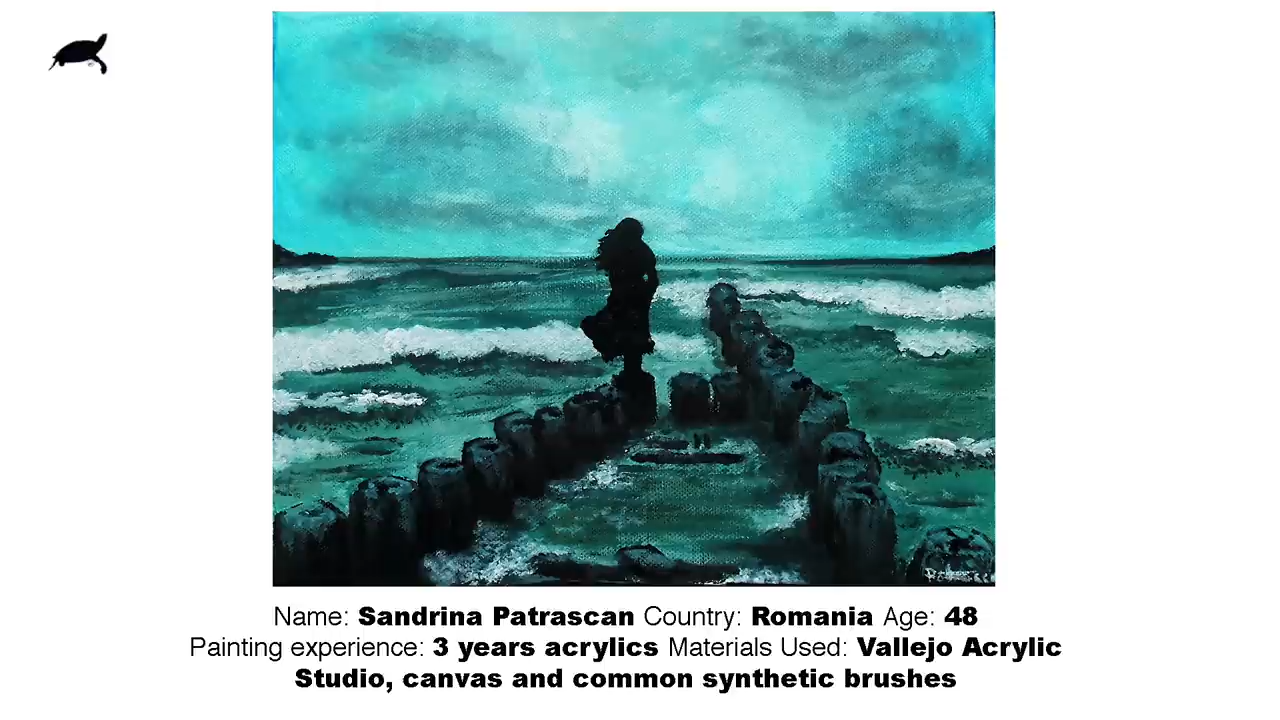 Name: Sandrina Patrascan Country: Romania Age: 48
Painting experience: 3 years acrylics Materials Used: Vallejo Acrylic
Studio, canvas and common synthetic brushes